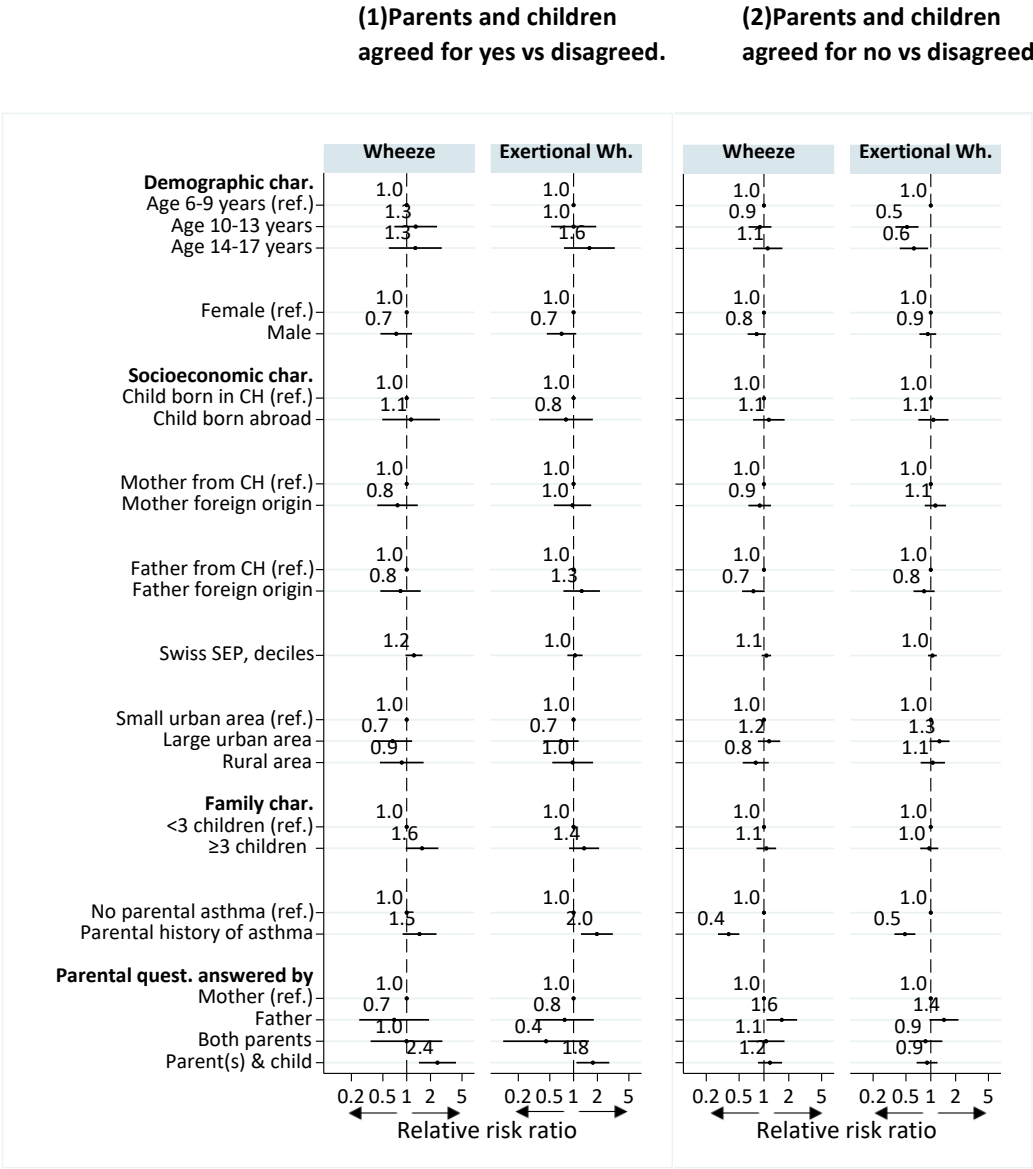 (1)Parents and children (2)Parents and children
agreed for yes vs disagreed. agreed for no vs disagreed
Wheeze Exertional Wh. Wheeze Exertional Wh.
Demographic char.
1.0 1.0 1.0 1.0
Age 6-9 years (ref.)
1.3 1.0 0.9 0.5
Age 10-13 years
1.3 1.6 1.1 0.6
Age 14-17 years
1.0 1.0 1.0 1.0
Female (ref.)
0.7 0.7 0.8 0.9
Male
Socioeconomic char.
1.0 1.0 1.0 1.0
Child born in CH (ref.)
1.1 0.8 1.1 1.1
Child born abroad
1.0 1.0 1.0 1.0
Mother from CH (ref.)
0.8 1.0 0.9 1.1
Mother foreign origin
1.0 1.0 1.0 1.0
Father from CH (ref.)
0.8 1.3 0.7 0.8
Father foreign origin
1.2 1.0 1.1 1.0
Swiss SEP, deciles
1.0 1.0 1.0 1.0
Small urban area (ref.)
0.7 0.7 1.2 1.3
Large urban area
0.9 1.0 0.8 1.1
Rural area
Family char.
1.0 1.0 1.0 1.0
<3 children (ref.)
1.6 1.4 1.1 1.0
≥3 children
1.0 1.0 1.0 1.0
No parental asthma (ref.)
1.5 2.0 0.4 0.5
Parental history of asthma
Parental quest. answered by
1.0 1.0 1.0 1.0
Mother (ref.)
0.7 0.8 1.6 1.4
Father
1.0 0.4 1.1 0.9
Both parents
2.4 1.8 1.2 0.9
Parent(s) & child
0.2 0.5 1 2 5 0.2 0.5 1 2 5 0.2 0.5 1 2 5 0.2 0.5 1 2 5
Relative risk ratio Relative risk ratio